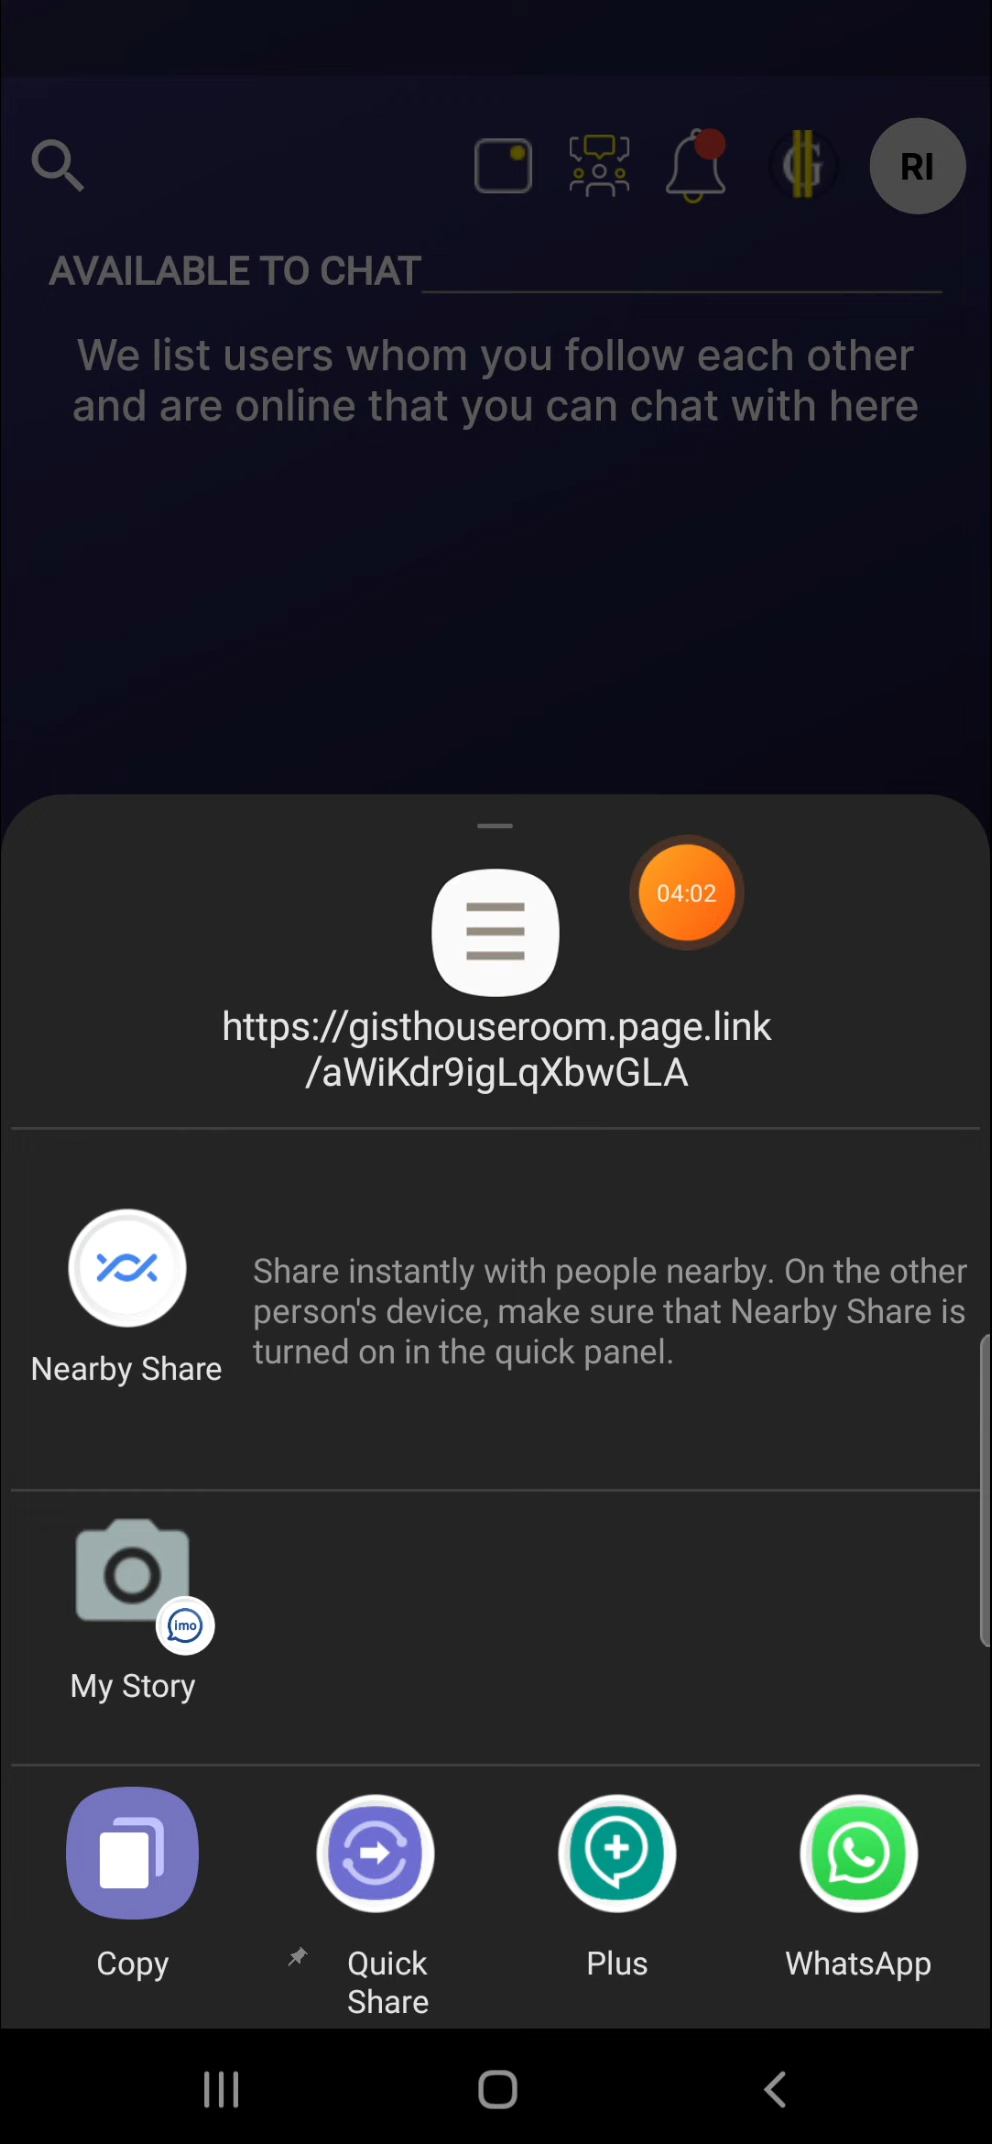 RI
AVAILABLE TO CHAT
We list users whom you follow each other
and are online that you can chat with here
04:02
https://gisthouseroom.page.link
/aWiKdr9igLqXbwGLA
Share instantly with people nearby. On the other
person's device, make sure that Nearby Share is
turned on in the quick panel.
Nearby Share
imo
My Story
Copy
Quick
Share
Plus
WhatsApp